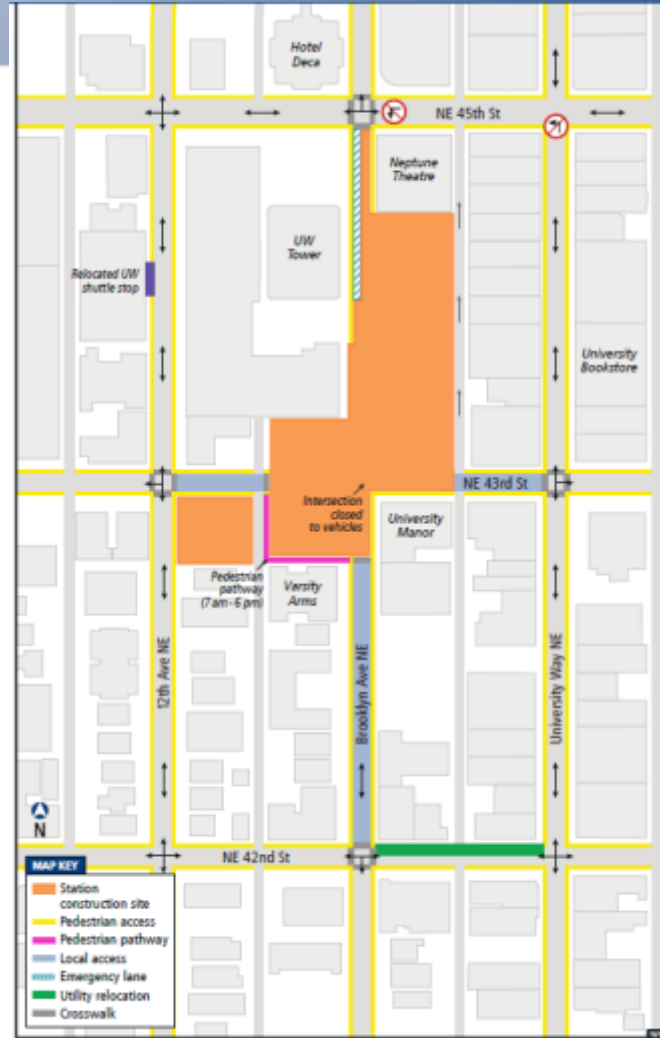 Hotel
Deca
NE 45th St
Neptune
Theatre
UW
Tower
Relocated UW
shuttle stop
University
Bookstore
NE 43rd St
Intersection
closed
to vehicles
University
Manor
Pedestrian
pathway
(7 am - 6 pm)
Varsity
Arms
12th Ave NE
Brooklyn Ave NE
University Way NE
N
NE 42nd St
MAP KEY
Station
construction site
Pedestrian access
Pedestrian pathway
Local access
Emergency lane
Utility relocation
Crosswalk